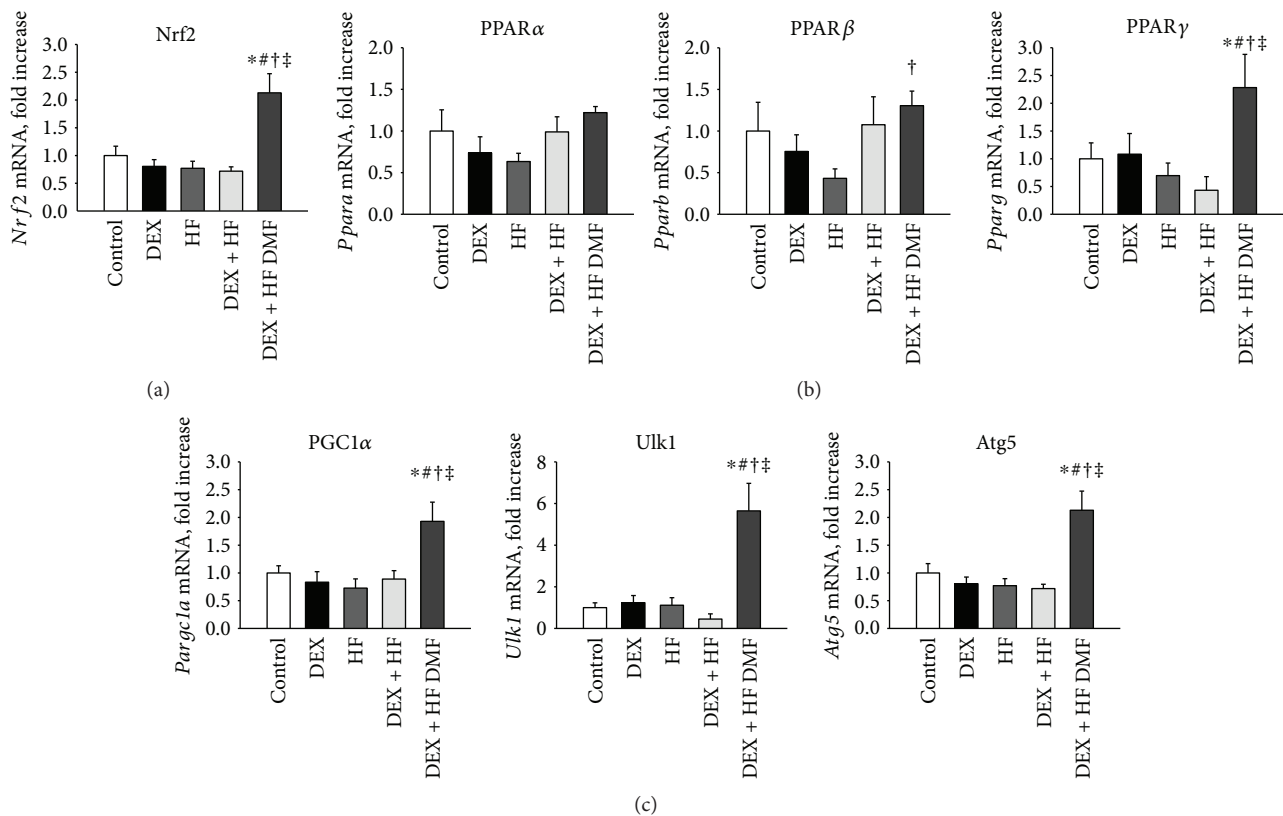 Nrf2
Nrf2 mRNA, fold increase
3.0
2.5
2.0
1.5
1.0
0.5
0.0
*#†‡
Control
DEX
HF
DEX + HF
DEX + HF DMF
(a)
PPARα
Ppara mRNA, fold increase
2.0
1.5
1.0
0.5
0.0
Control
DEX
HF
DEX + HF
DEX + HF DMF
PPARβ
Pparb mRNA, fold increase
2.0
1.5
1.0
0.5
0.0
†
Control
DEX
HF
DEX + HF
DEX + HF DMF
PPARγ
Pparg mRNA, fold increase
3.0
2.5
2.0
1.5
1.0
0.5
0.0
*#†‡
Control
DEX
HF
DEX + HF
DEX + HF DMF
(b)
PGC1α
Pargc1a mRNA, fold increase
3.0
2.5
2.0
1.5
1.0
0.5
0.0
*#†‡
Control
DEX
HF
DEX + HF
DEX + HF DMF
Ulk1
Ulk1 mRNA, fold increase
8
6
4
2
0
*#†‡
Control
DEX
HF
DEX + HF
DEX + HF DMF
Atg5
Atg5 mRNA, fold increase
3.0
2.5
2.0
1.5
1.0
0.5
0.0
*#†‡
Control
DEX
HF
DEX + HF
DEX + HF DMF
(c)